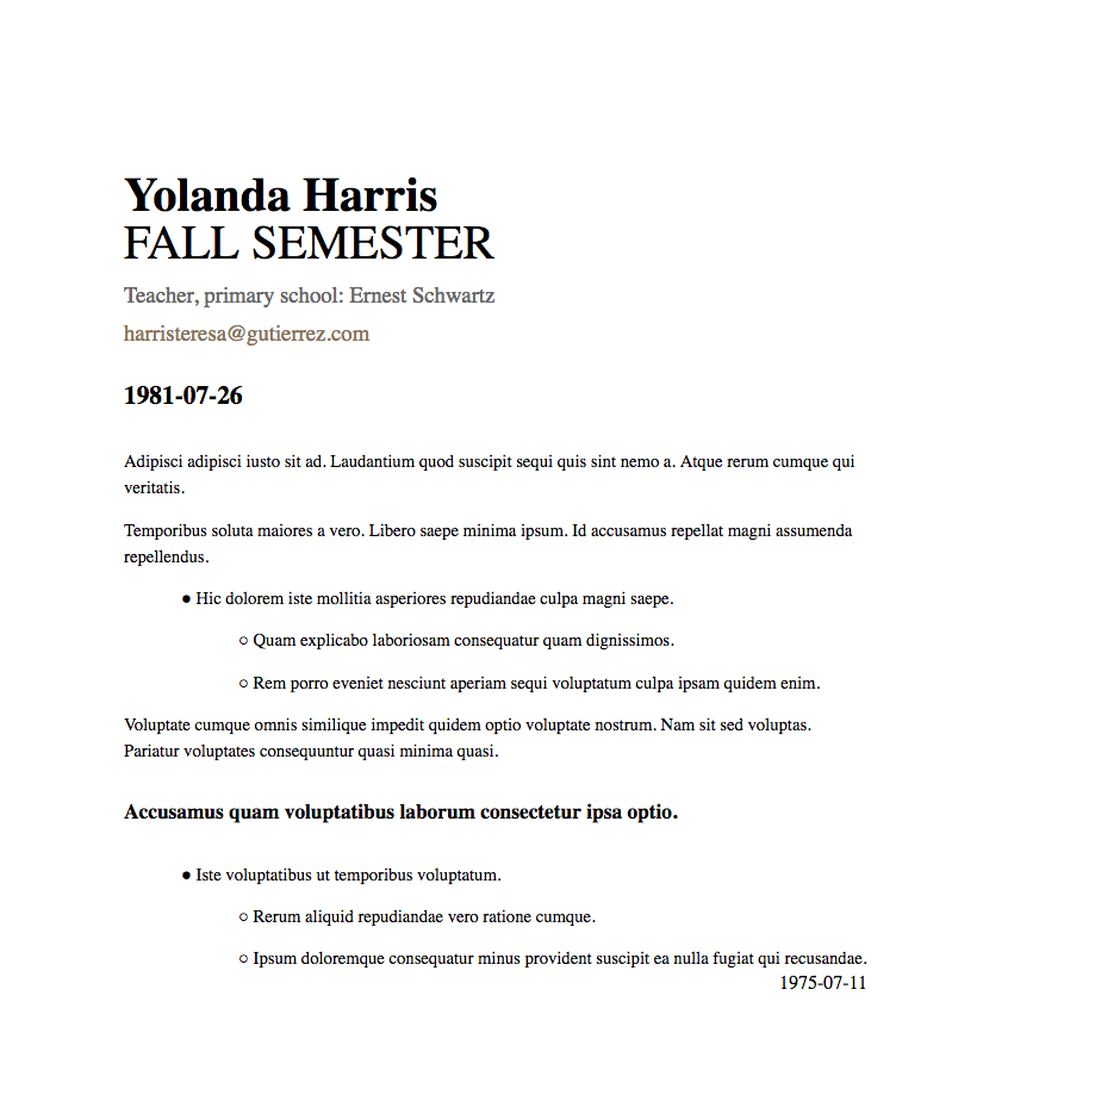 Yolanda Harris
FALL SEMESTER
Teacher, primary school: Ernest Schwartz
harristeresa@gutierrez.com
1981-07-26
Adipisci adipisci iusto sit ad. Laudantium quod suscipit sequi quis sint nemo a. Atque rerum cumque qui
veritatis.
Temporibus soluta maiores a vero. Libero saepe minima ipsum. Id accusamus repellat magni assumenda
repellendus.
● Hic dolorem iste mollitia asperiores repudiandae culpa magni saepe.
○ Quam explicabo laboriosam consequatur quam dignissimos.
○ Rem porro eveniet nesciunt aperiam sequi voluptatum culpa ipsam quidem enim.
Voluptate cumque omnis similique impedit quidem optio voluptate nostrum. Nam sit sed voluptas.
Pariatur voluptates consequuntur quasi minima quasi.
Accusamus quam voluptatibus laborum consectetur ipsa optio.
● Iste voluptatibus ut temporibus voluptatum.
○ Rerum aliquid repudiandae vero ratione cumque.
○ Ipsum doloremque consequatur minus provident suscipit ea nulla fugiat qui recusandae.
1975-07-11